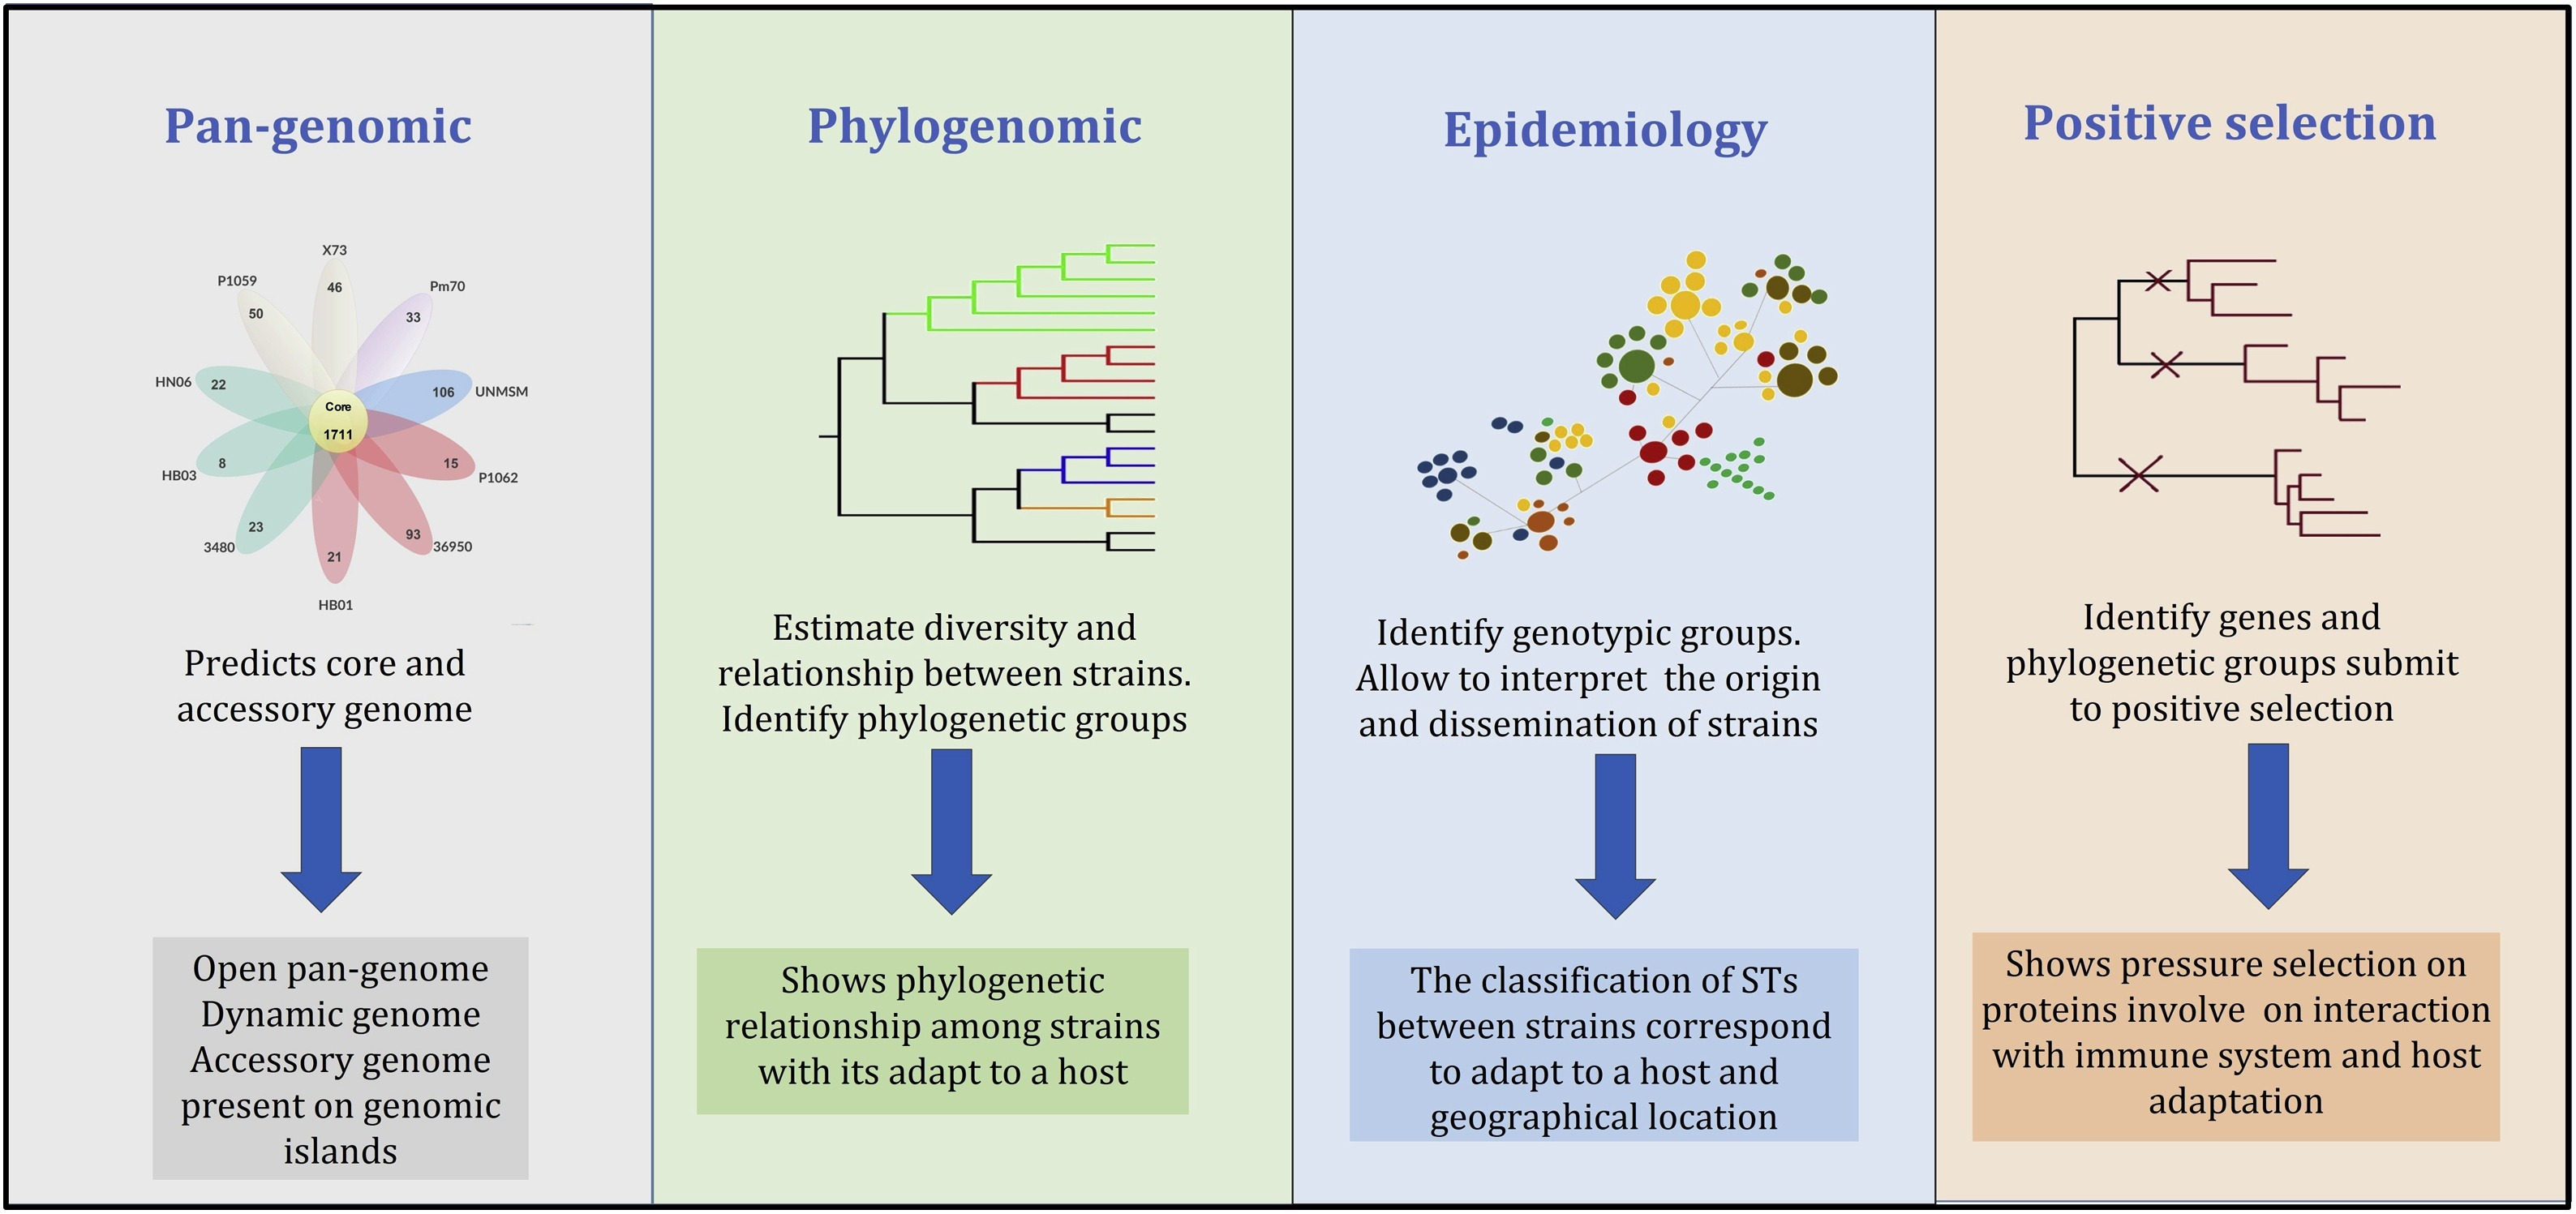 Pan-genomic
X73
P1059
46
Pm70
50
33
HN06
22
106
UNMSM
Core
1711
HB03
8
15
P1062
3480
23
93
36950
21
HB01
Predicts core and
accessory genome
Open pan-genome
Dynamic genome
Accessory genome
present on genomic
islands
Phylogenomic
Estimate diversity and
relationship between strains.
Identify phylogenetic groups
Shows phylogenetic
relationship among strains
with its adapt to a host
Epidemiology
Identify genotypic groups.
Allow to interpret  the origin
and dissemination of strains
The classification of STs
between strains correspond
to adapt to a host and
geographical location
Positive selection
Identify genes and
phylogenetic groups submit
to positive selection
Shows pressure selection on
proteins involve  on interaction
with immune system and host
adaptation